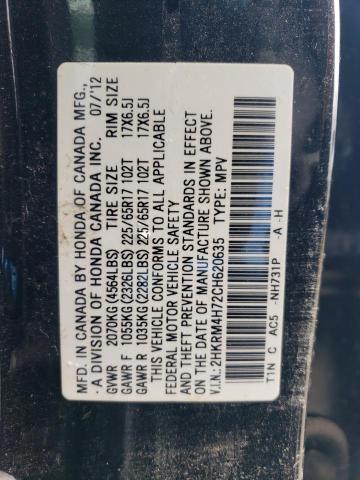 MFD. IN CANADA BY HONDA OF CANADA MFG.,
A DIVISION OF HONDA CANADA INC. 07/'12
GVWR 2070KG (4564LBS) TIRE SIZE RIM SIZE
GAWR F 1055KG (2326LBS) 225/65R17 102T 17X6.5J
GAWR R 1035KG (2282LBS) 225/65R17 102T 17X6.5J
THIS VEHICLE CONFORMS TO ALL APPLICABLE
FEDERAL MOTOR VEHICLE SAFETY
AND THEFT PREVENTION STANDARDS IN EFFECT
ON THE DATE OF MANUFACTURE SHOWN ABOVE.
V.I.N.: 2HKRM4H72CH620635 TYPE: MPV
T1N C AC5 NH731P -A -H